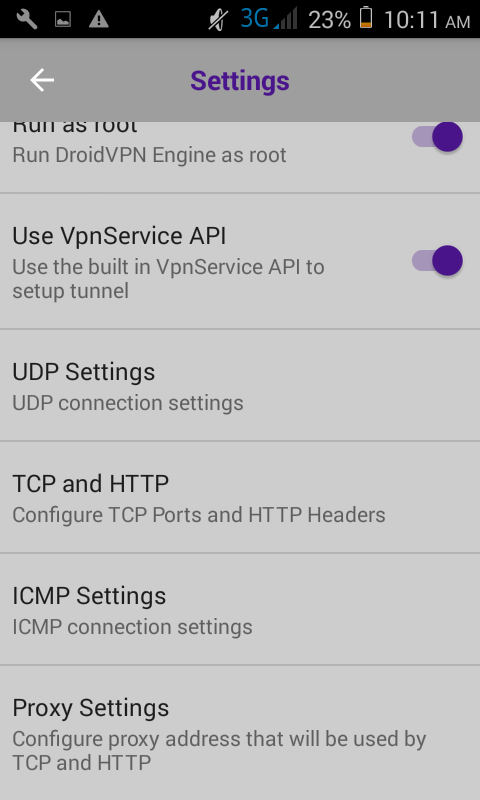 3G 23% 10:11 AM
Settings
Run as root
Run DroidVPN Engine as root
Use VpnService API
Use the built in VpnService API to
setup tunnel
UDP Settings
UDP connection settings
TCP and HTTP
Configure TCP Ports and HTTP Headers
ICMP Settings
ICMP connection settings
Proxy Settings
Configure proxy address that will be used by
TCP and HTTP